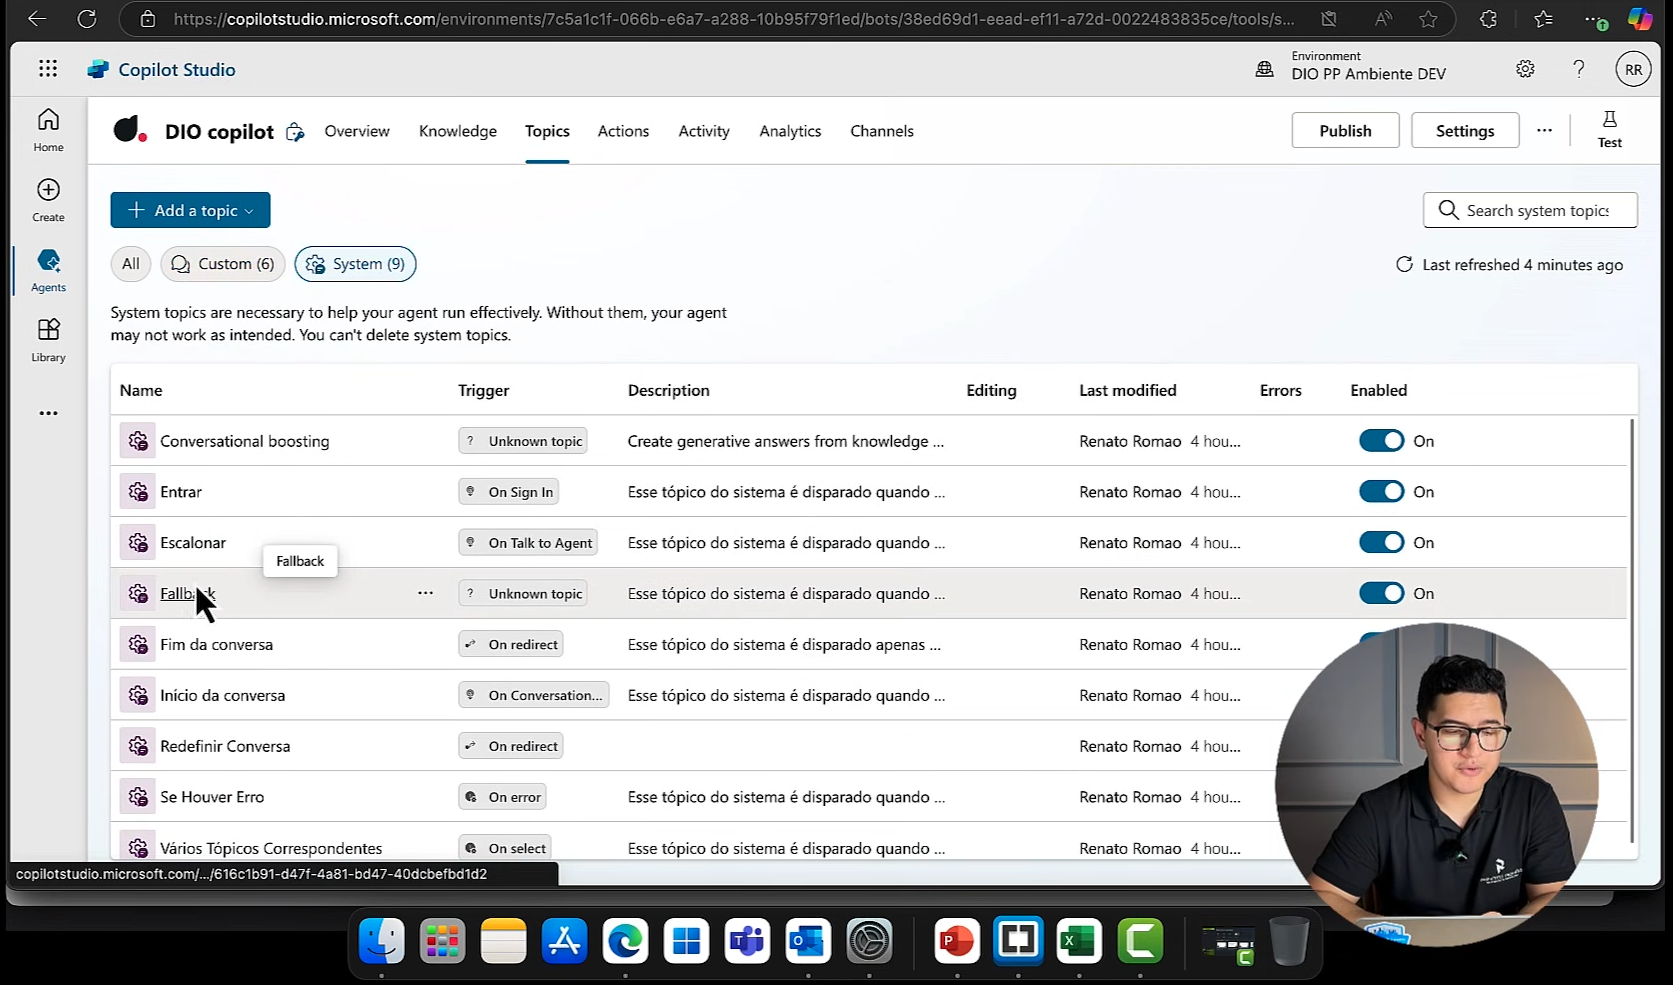 https://copilotstudio.microsoft.com/environments/7c5a1c1f-066b-e6a7-a288-10b95f79f1ed/bots/38ed69d1-eead-ef11-a72d-0022483835ce/tools/s...
Copilot Studio
Environment
DIO PP Ambiente DEV
?
RR
Home
Create
Agents
Library
DIO copilot
Overview
Knowledge
Topics
Actions
Activity
Analytics
Channels
Publish
Settings
Test
Add a topic
Search system topics
All
Custom (6)
System (9)
Last refreshed 4 minutes ago
System topics are necessary to help your agent run effectively. Without them, your agent
may not work as intended. You can't delete system topics.
Name Trigger Description Editing Last modified Errors Enabled
Conversational boosting ? Unknown topic Create generative answers from knowledge ... Renato Romao 4 hou... On
Entrar On Sign In Esse tópico do sistema é disparado quando ... Renato Romao 4 hou... On
Escalonar On Talk to Agent Esse tópico do sistema é disparado quando ... Renato Romao 4 hou... On
Fallback
Fallback ... ? Unknown topic Esse tópico do sistema é disparado quando ... Renato Romao 4 hou... On
Fim da conversa On redirect Esse tópico do sistema é disparado apenas ... Renato Romao 4 hou...
Início da conversa On Conversation... Esse tópico do sistema é disparado quando ... Renato Romao 4 hou...
Redefinir Conversa On redirect Renato Romao 4 hou...
Se Houver Erro On error Esse tópico do sistema é disparado quando ... Renato Romao 4 hou...
Vários Tópicos Correspondentes On select Esse tópico do sistema é disparado quando ... Renato Romao 4 hou...
copilotstudio.microsoft.com/.../616c1b91-d47f-4a81-bd47-40dcbefbd1d2